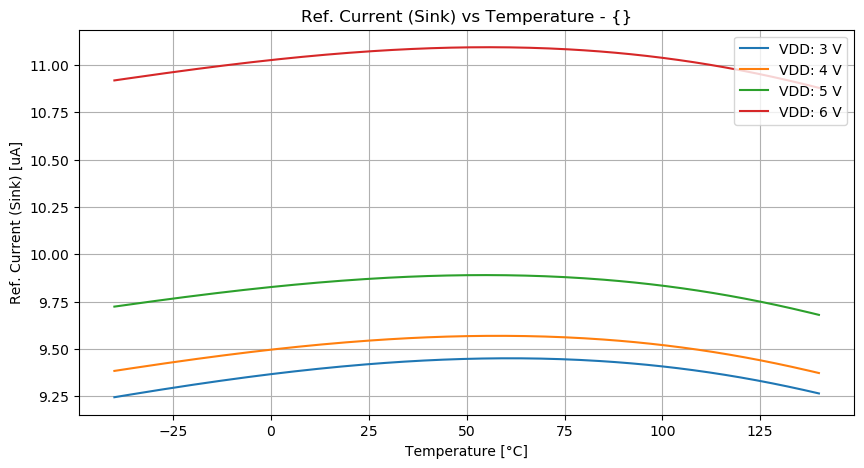 Ref. Current (Sink) vs Temperature - {}
Ref. Current (Sink) [uA]
11.00
10.75
10.50
10.25
10.00
9.75
9.50
9.25
VDD: 3 V
VDD: 4 V
VDD: 5 V
VDD: 6 V
−25
0
25
50
75
100
125
Temperature [°C]